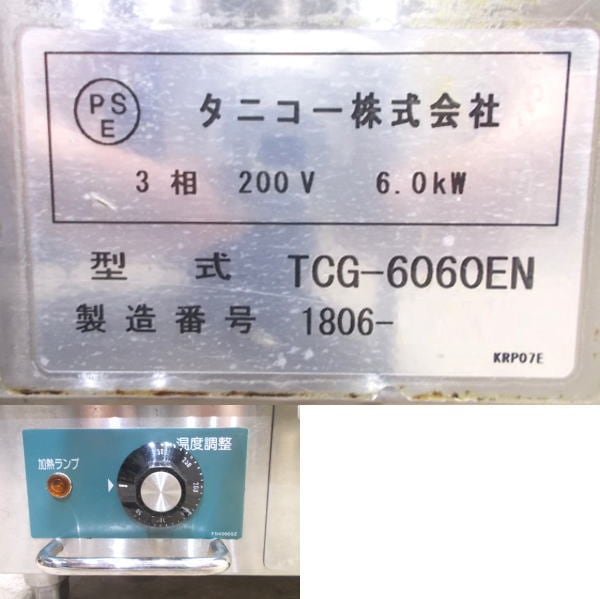 PS
E
タニコー株式会社
3相 200V 6.0kW
型式 TCG-6060EN
製造番号 1806-
KRP07E
温度調整
加熱ランプ